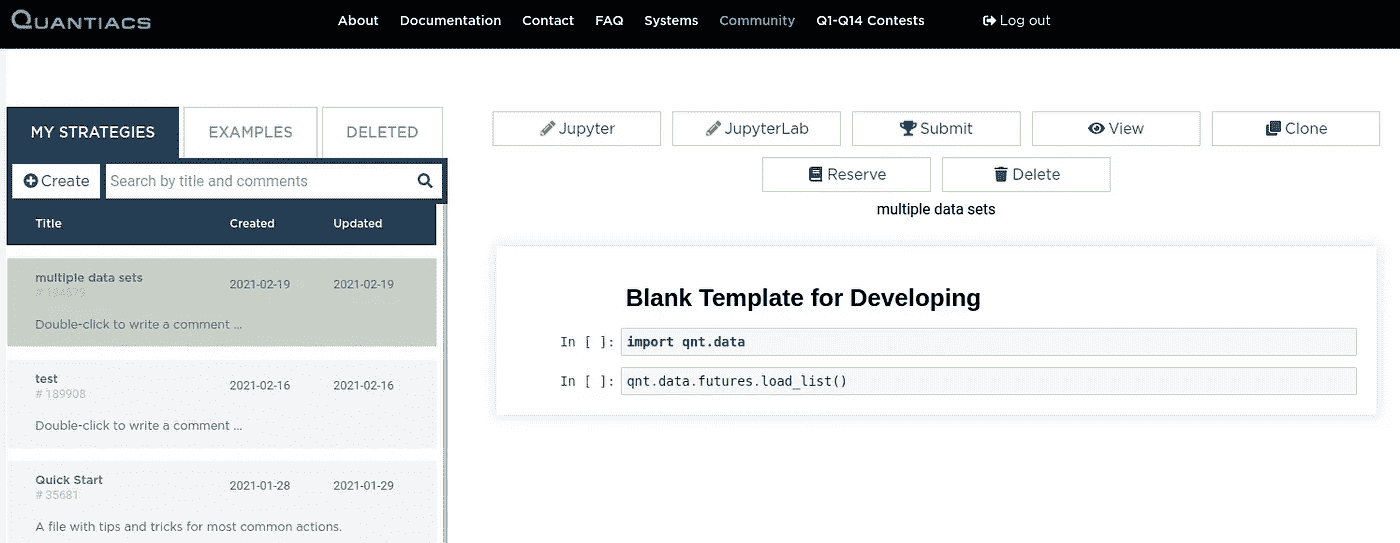 QUANTIACS
About Documentation Contact FAQ Systems Community Q1-Q14 Contests Log out
MY STRATEGIES EXAMPLES DELETED
Create Search by title and comments
Title Created Updated
multiple data sets 2021-02-19 2021-02-19
Double-click to write a comment ...
test 2021-02-16 2021-02-16
# 189908
Double-click to write a comment ...
Quick Start 2021-01-28 2021-01-29
# 35681
A file with tips and tricks for most common actions.
Jupyter JupyterLab Submit View Clone
Reserve Delete
multiple data sets
Blank Template for Developing
In [ ]: import qnt.data
In [ ]: qnt.data.futures.load_list()